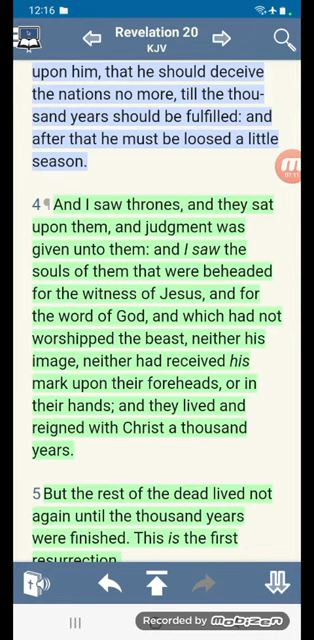 12:16
Revelation 20
KJV
upon him, that he should deceive
the nations no more, till the thou-
sand years should be fulfilled: and
after that he must be loosed a little
season.
07:11
4 ¶ And I saw thrones, and they sat
upon them, and judgment was
given unto them: and I saw the
souls of them that were beheaded
for the witness of Jesus, and for
the word of God, and which had not
worshipped the beast, neither his
image, neither had received his
mark upon their foreheads, or in
their hands; and they lived and
reigned with Christ a thousand
years.
5 But the rest of the dead lived not
again until the thousand years
were finished. This is the first
resurrection.
Recorded by mobizen